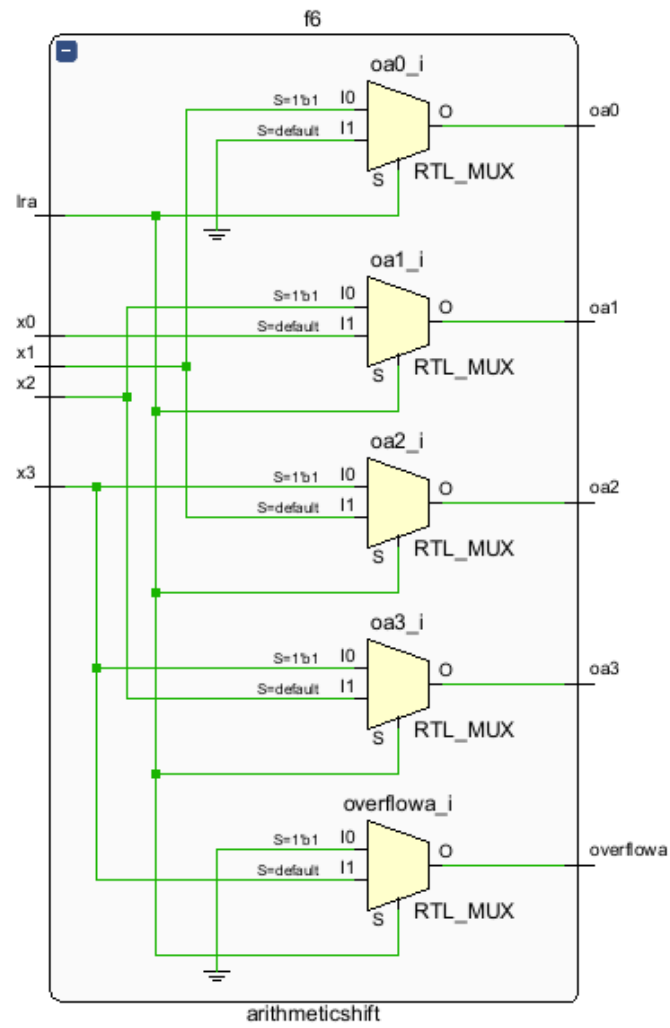 f6
oa0_i
S=1'b1 I0
S=default I1
O
oa0
S
RTL_MUX
lra
oa1_i
S=1'b1 I0
S=default I1
O
oa1
S
RTL_MUX
x0
x1
x2
oa2_i
S=1'b1 I0
S=default I1
O
oa2
S
RTL_MUX
x3
oa3_i
S=1'b1 I0
S=default I1
O
oa3
S
RTL_MUX
overflowa_i
S=1'b1 I0
S=default I1
O
overflowa
S
RTL_MUX
arithmeticshift